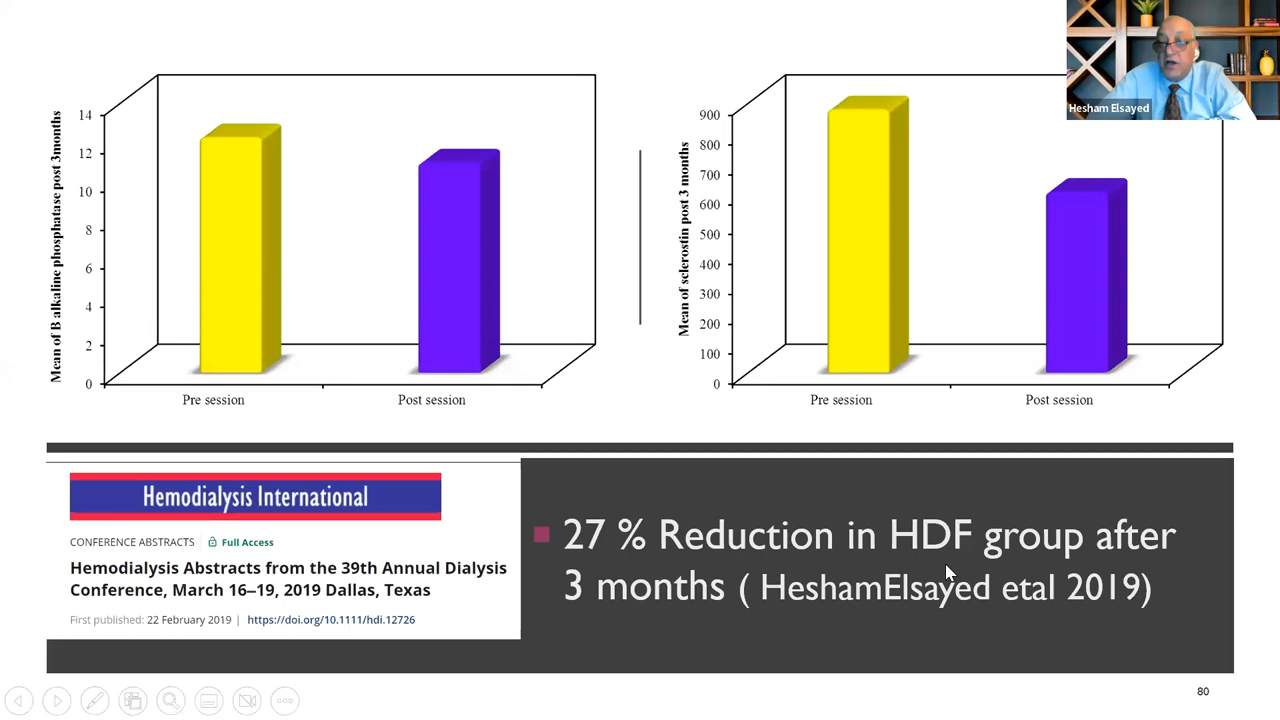 Hesham Elsayed
Mean of B alkaline phosphatase post 3months
14
12
10
8
6
4
2
0
Pre session
Post session
Mean of sclerostin post 3 months
900
800
700
600
500
400
300
200
100
0
Pre session
Post session
Hemodialysis International
CONFERENCE ABSTRACTS Full Access
Hemodialysis Abstracts from the 39th Annual Dialysis
Conference, March 16–19, 2019 Dallas, Texas
First published: 22 February 2019 | https://doi.org/10.1111/hdi.12726
27 % Reduction in HDF group after
3 months ( HeshamElsayed etal 2019)
80